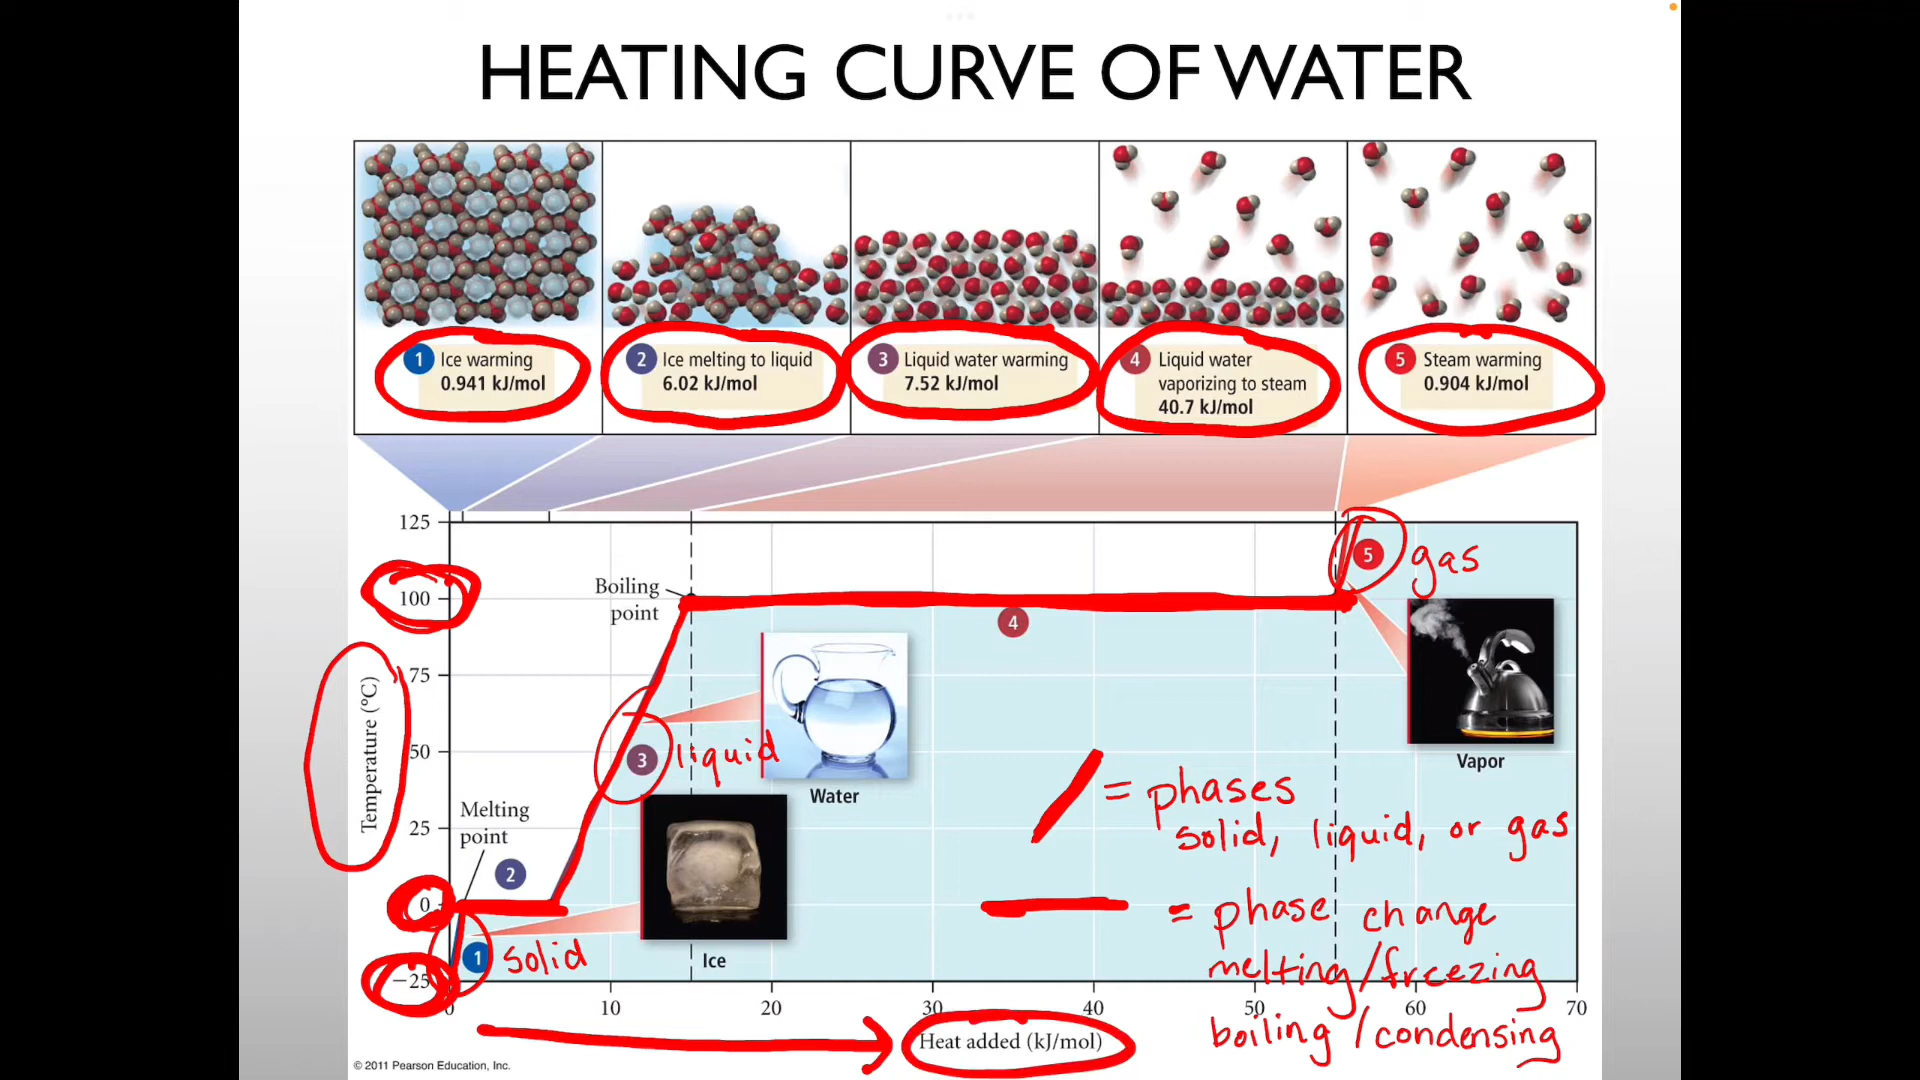 HEATING CURVE OF WATER
1 Ice warming
0.941 kJ/mol
2 Ice melting to liquid
6.02 kJ/mol
3 Liquid water warming
7.52 kJ/mol
4 Liquid water
vaporizing to steam
40.7 kJ/mol
5 Steam warming
0.904 kJ/mol
125
100
75
50
25
0
−25
Temperature (°C)
Boiling
point
4
5
gas
Vapor
3
liquid
Water
Melting
point
2
1
solid
Ice
= phases
solid, liquid, or gas
= phase change
melting/freezing
boiling/condensing
0 10 20 30 40 50 60 70
Heat added (kJ/mol)
© 2011 Pearson Education, Inc.